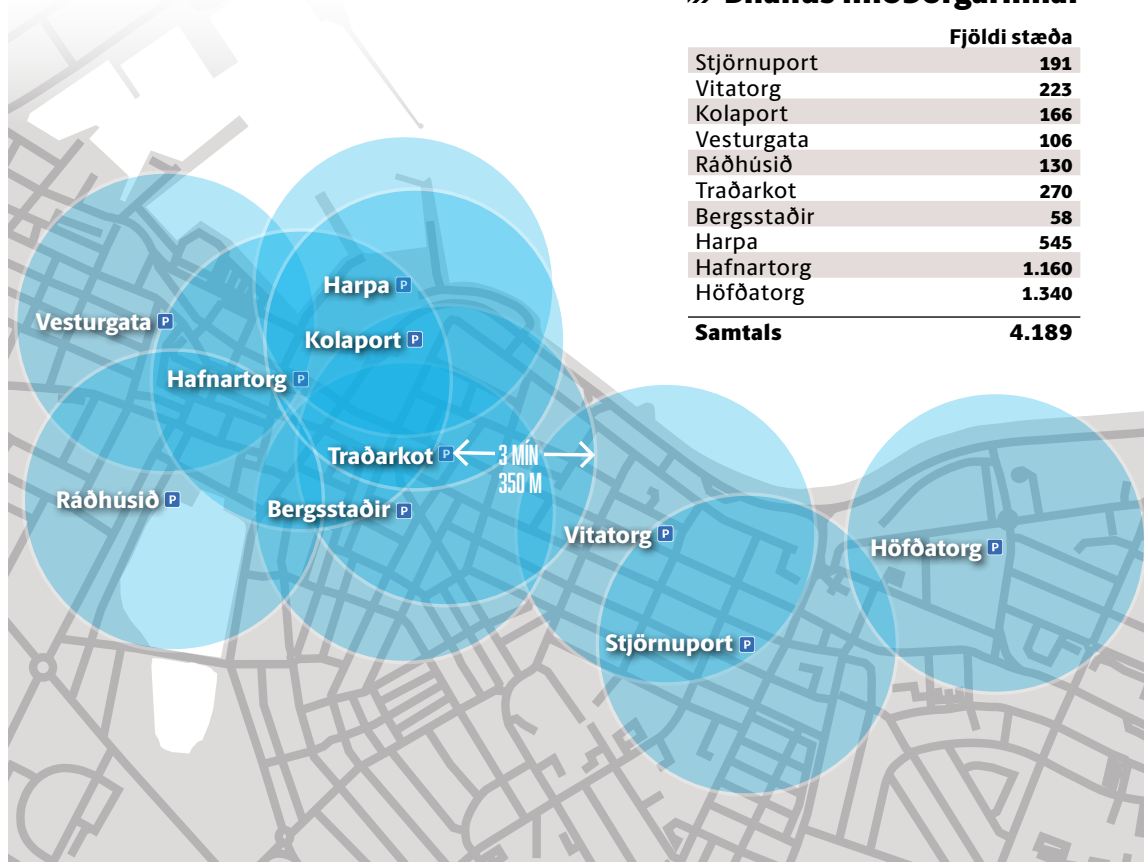 Fjöldi stæða
Stjörnuport 191
Vitatorg 223
Kolaport 166
Vesturgata 106
Ráðhúsið 130
Traðarkot 270
Bergsstaðir 58
Harpa 545
Hafnartorg 1.160
Höfðatorg 1.340
Samtals 4.189
Harpa P
Vesturgata P
Kolaport P
Hafnartorg P
Traðarkot P
3 MÍN
350 M
Ráðhúsið P
Bergsstaðir P
Vitatorg P
Höfðatorg P
Stjörnuport P